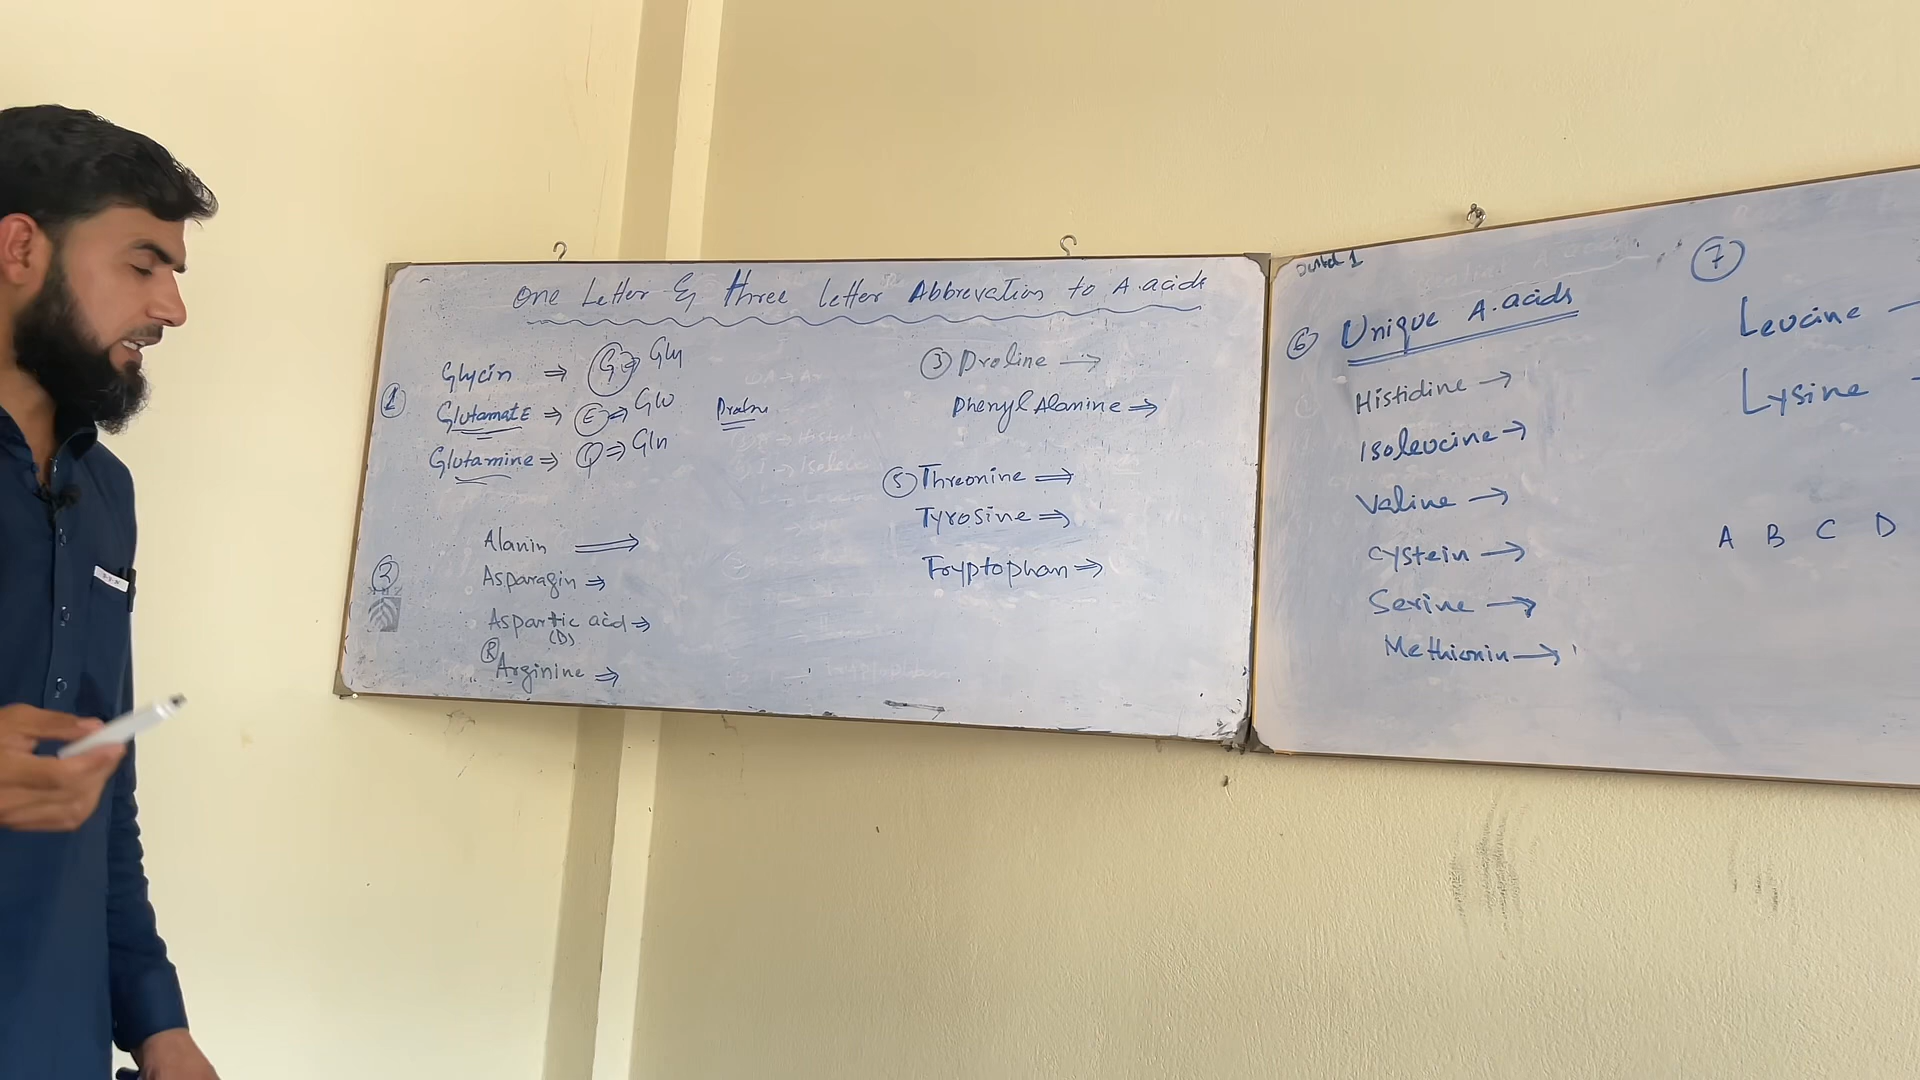 One Letter & three letter Abbrevation to A.acids
① Glycin ⇒ G ⇒ Gly
GlutamatE ⇒ E ⇒ Glu
Glutamine ⇒ Q ⇒ Gln
② Alanin ⟹
Asparagin ⇒
Aspartic acid ⇒
(D)
Ⓡ Arginine ⇒
③ Proline →
Phenyl Alanine ⇒
⑤ Threonine ⇒
Tyrosine ⇒
Tryptophan ⇒
⑥ Unique A.acids
Histidine →
Isoleucine →
Valine →
cystein →
Serine →
Methionin →
⑦
Leucine
Lysine
A B C D